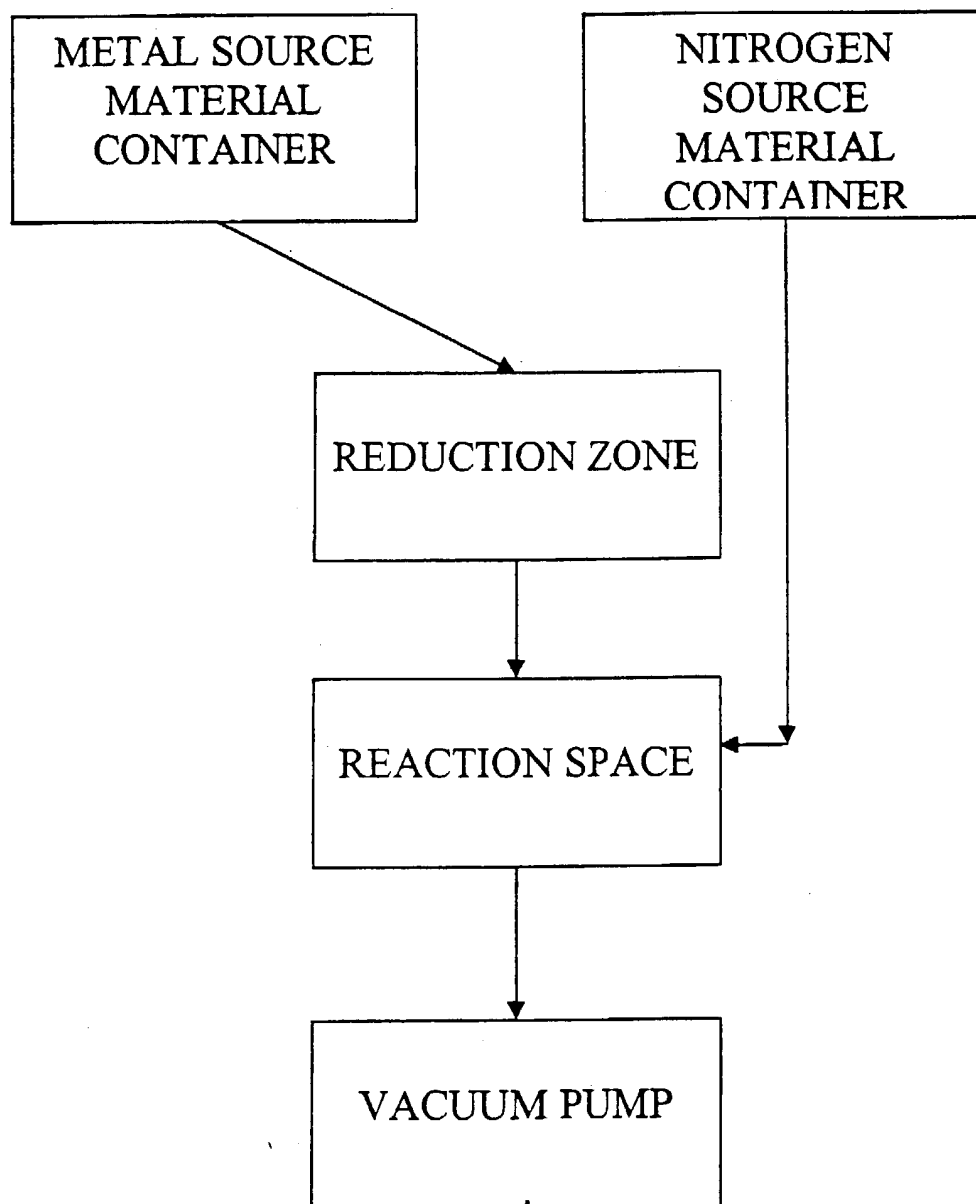 METAL SOURCE
MATERIAL
CONTAINER
NITROGEN
SOURCE
MATERIAL
CONTAINER
REDUCTION ZONE
REACTION SPACE
VACUUM PUMP